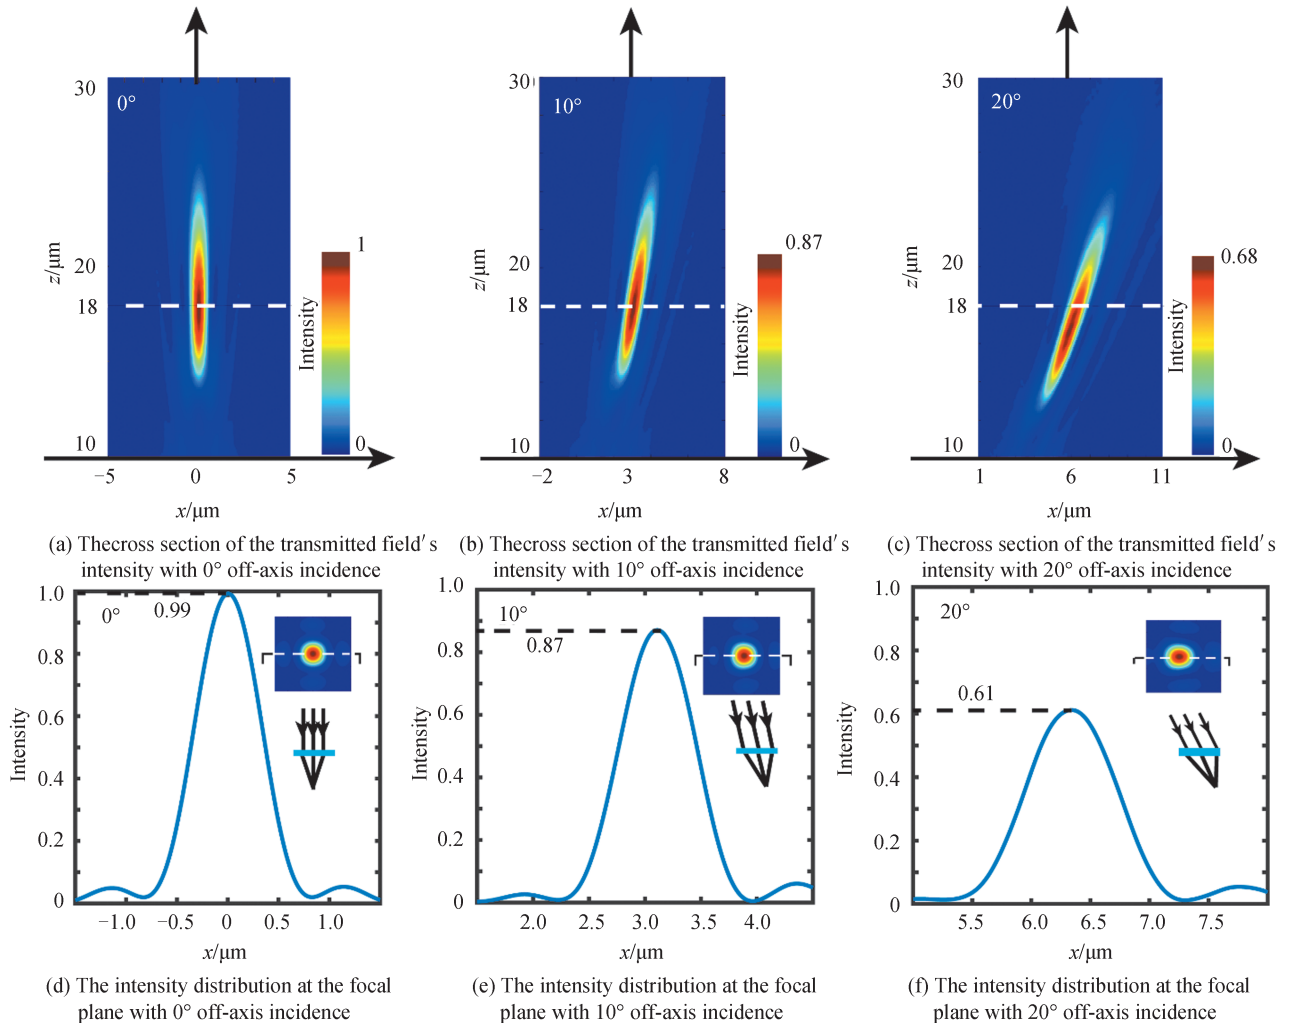 30
0°
z/μm
20
18
10
1
Intensity
0
−5
0
5
x/μm
30
10°
z/μm
20
18
10
0.87
Intensity
0
−2
3
8
x/μm
30
20°
z/μm
20
18
10
0.68
Intensity
0
1
6
11
x/μm
(a) Thecross section of the transmitted field′s
intensity with 0° off-axis incidence
(b) Thecross section of the transmitted field′s
intensity with 10° off-axis incidence
(c) Thecross section of the transmitted field′s
intensity with 20° off-axis incidence
1.0
0.8
0.6
0.4
0.2
0
Intensity
0°
0.99
−1.0
−0.5
0
0.5
1.0
x/μm
1.0
0.8
0.6
0.4
0.2
0
Intensity
10°
0.87
2.0
2.5
3.0
3.5
4.0
x/μm
1.0
0.8
0.6
0.4
0.2
0
Intensity
20°
0.61
5.5
6.0
6.5
7.0
7.5
x/μm
(d) The intensity distribution at the focal
plane with 0° off-axis incidence
(e) The intensity distribution at the focal
plane with 10° off-axis incidence
(f) The intensity distribution at the focal
plane with 20° off-axis incidence